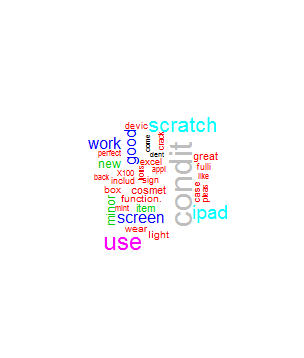 devic
scratch
work
good
come
crack
perfect
dent
great
new
excel
X100
appl
fulli
back
includ
sign
like
box
cosmet
condit
case
pleas
function.
minor
mint
item
ipad
screen
wear
use
light